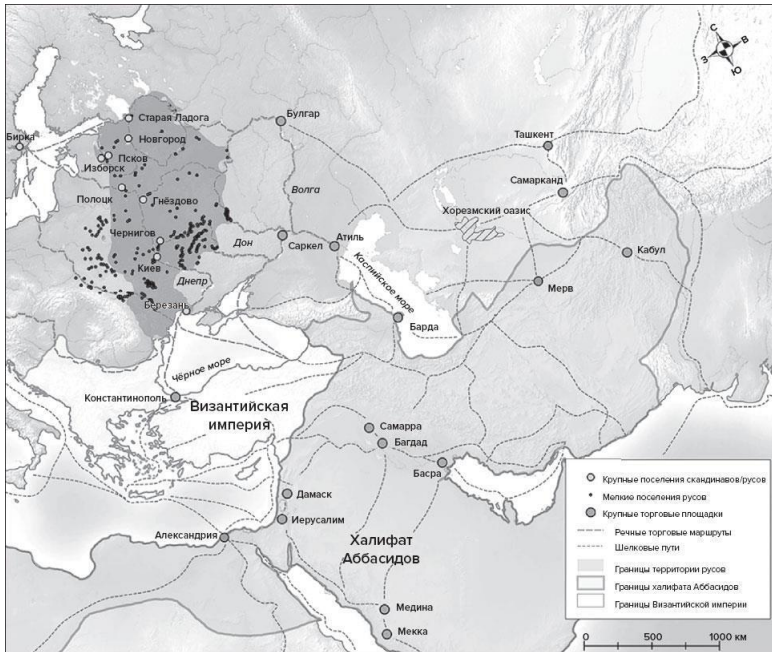 С
В
З
Ю
Старая Ладога
Новгород
Бирка
Псков
Изборск
Булгар
Ташкент
Полоцк
Гнёздово
Волга
Самарканд
Хорезмский оазис
Чернигов
Дон
Саркел
Атиль
Кабул
Киев
Днепр
Каспийское море
Мерв
Березань
Барда
Чёрное море
Константинополь
Византийская
империя
Самарра
Багдад
Басра
Дамаск
Иерусалим
Александрия
Халифат
Аббасидов
Медина
Мекка
Крупные поселения скандинавов/русов
Мелкие поселения русов
Крупные торговые площадки
Речные торговые маршруты
Шелковые пути
Границы территории русов
Границы халифата Аббасидов
Границы Византийской империи
0 500 1000 км